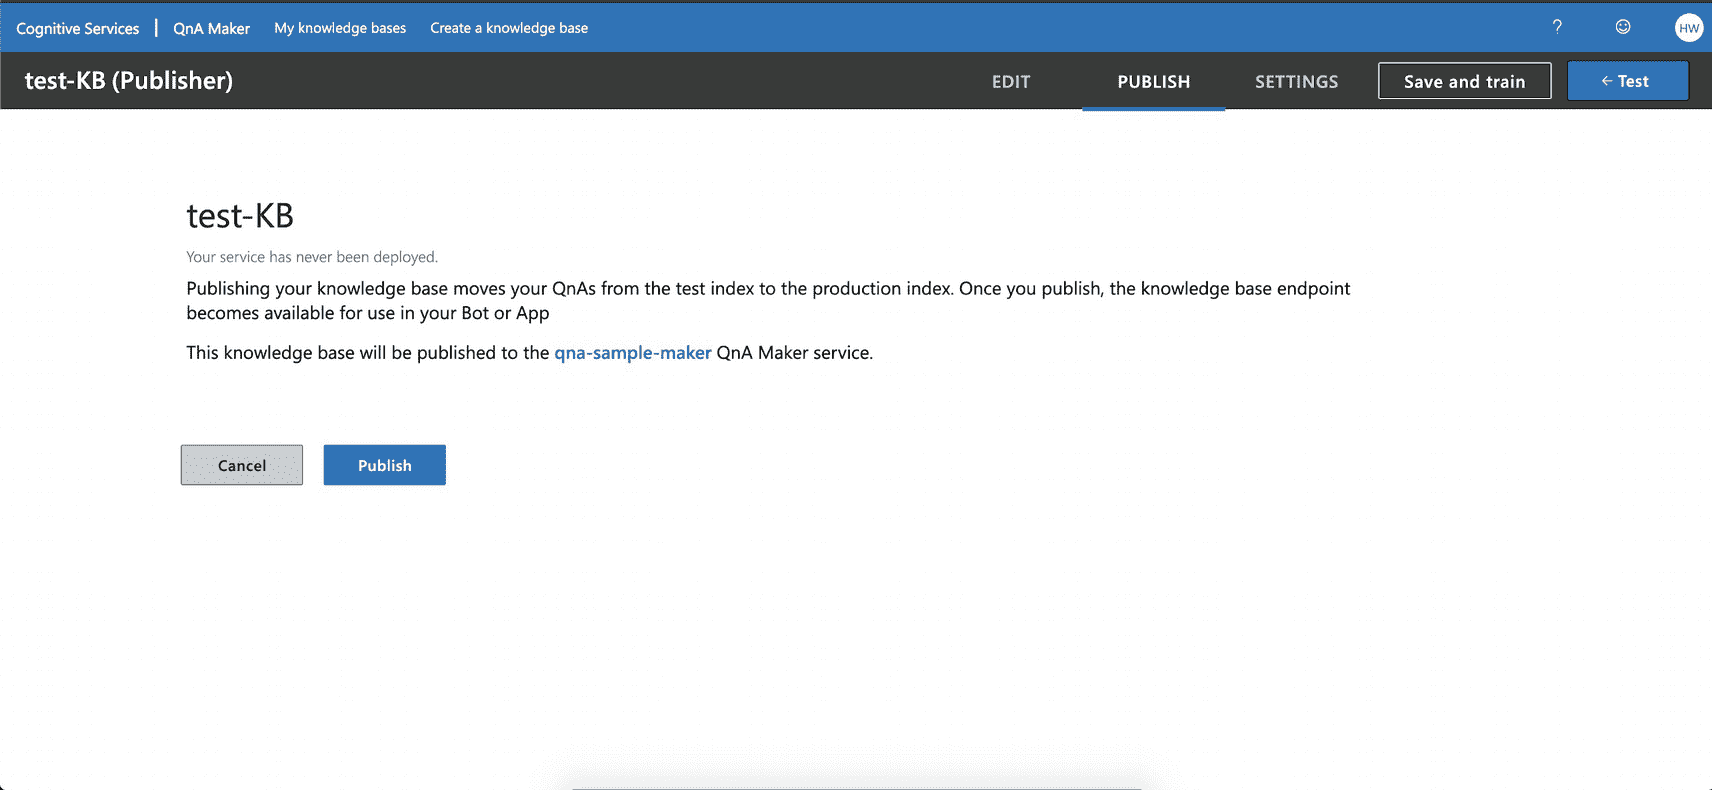 Cognitive Services | QnA Maker My knowledge bases Create a knowledge base ? HW
test-KB (Publisher) EDIT PUBLISH SETTINGS Save and train ← Test
test-KB
Your service has never been deployed.
Publishing your knowledge base moves your QnAs from the test index to the production index. Once you publish, the knowledge base endpoint
becomes available for use in your Bot or App
This knowledge base will be published to the qna-sample-maker QnA Maker service.
Cancel Publish